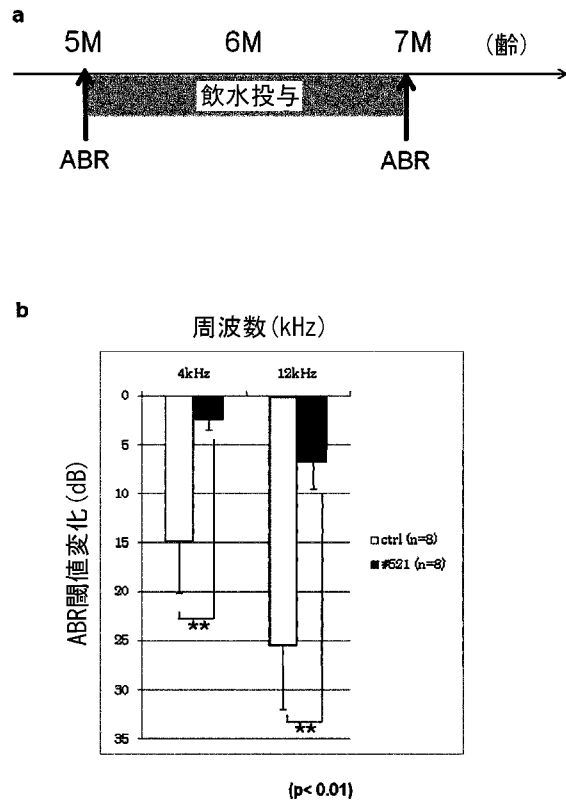 a
5M 6M 7M (齢)
飲水投与
ABR ABR
b
周波数(kHz)
4kHz 12kHz
0
5
10
15
20
25
30
35
ABR閾値変化(dB)
ctrl (n=8)
#521 (n=8)
**
**
(p< 0.01)